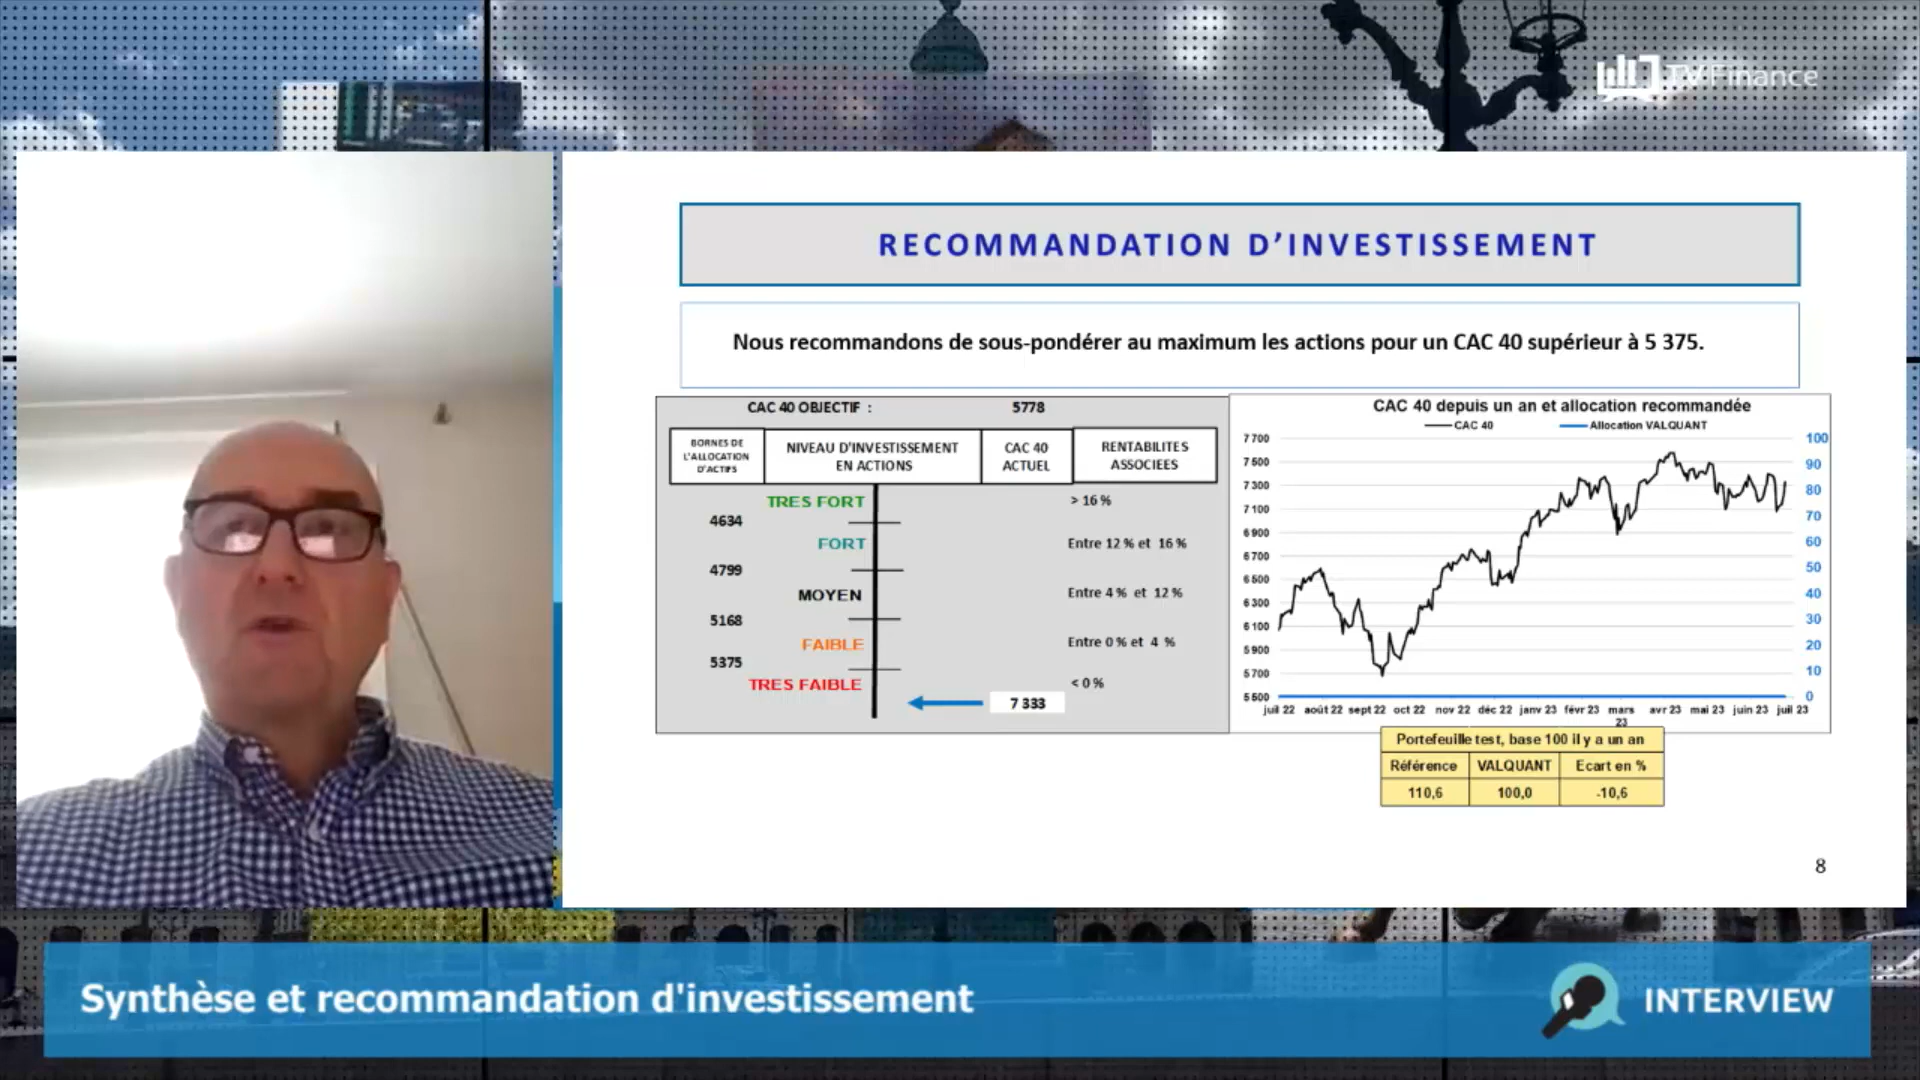 TV Finance
RECOMMANDATION D’INVESTISSEMENT
Nous recommandons de sous-pondérer au maximum les actions pour un CAC 40 supérieur à 5 375.
CAC 40 OBJECTIF : 5778
BORNES DE L'ALLOCATION D'ACTIFS
NIVEAU D'INVESTISSEMENT EN ACTIONS
CAC 40 ACTUEL
RENTABILITES ASSOCIEES
TRES FORT > 16 %
4634
FORT Entre 12 % et 16 %
4799
MOYEN Entre 4 % et 12 %
5168
FAIBLE Entre 0 % et 4 %
5375
TRES FAIBLE < 0 %
7 333
CAC 40 depuis un an et allocation recommandée
CAC 40 Allocation VALQUANT
7 700 100
7 500 90
7 300 80
7 100 70
6 900 60
6 700 50
6 500 40
6 300 30
6 100 20
5 900 10
5 700 0
5 500
juil 22 août 22 sept 22 oct 22 nov 22 déc 22 janv 23 févr 23 mars 23 avr 23 mai 23 juin 23 juil 23
Portefeuille test, base 100 il y a un an
Référence VALQUANT Ecart en %
110,6 100,0 -10,6
8
Synthèse et recommandation d'investissement
INTERVIEW